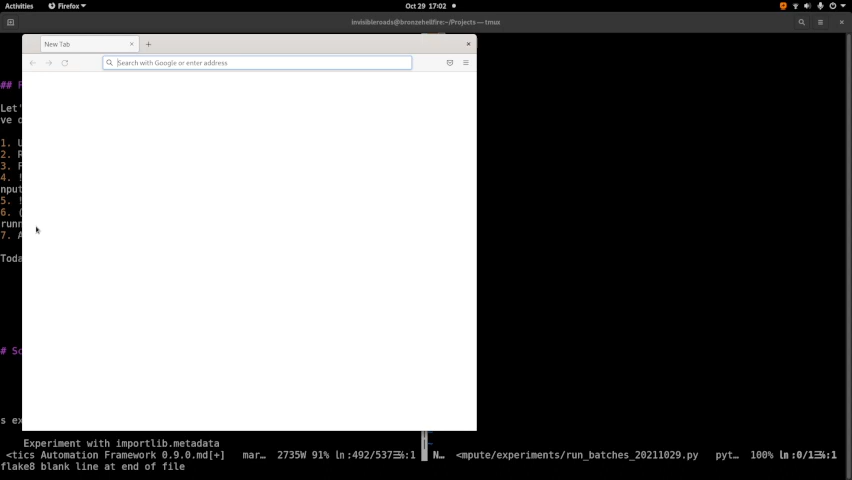 Activities
Firefox
Oct 29 17:02
invisibleroads@bronzehellfire:~/Projects — tmux
New Tab
Search with Google or enter address
## F
Let'
ve o
1. U
2. R
3. F
4. !
nput
5. !
6. (
runn
7. A
Toda
# Sc
s ex
Experiment with importlib.metadata
<tics Automation Framework 0.9.0.md[+] mar… 2735W 91% ln:492/537≡%:1 N… <mpute/experiments/run_batches_20211029.py pyt… 100% ln:0/1≡%:1
flake8 blank line at end of file